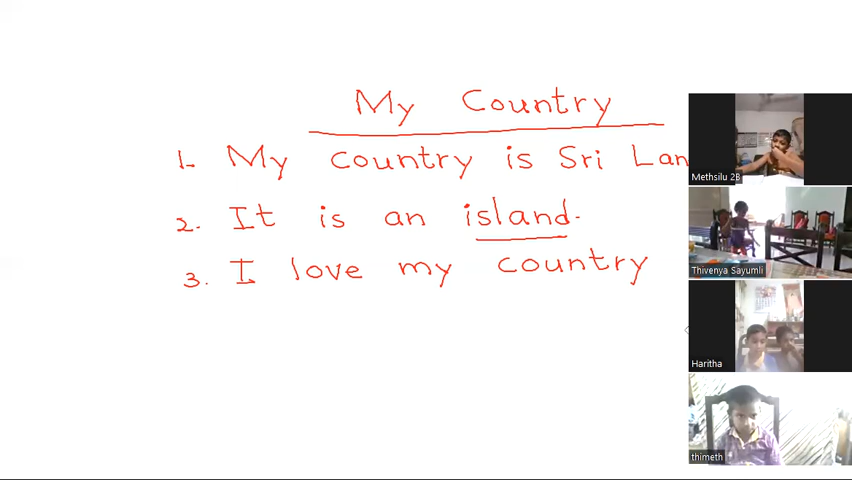 My Country
1. My country is Sri Lan
2. It is an island.
3. I love my country
Methsilu 2B
Thivenya Sayumli
Haritha
thimeth